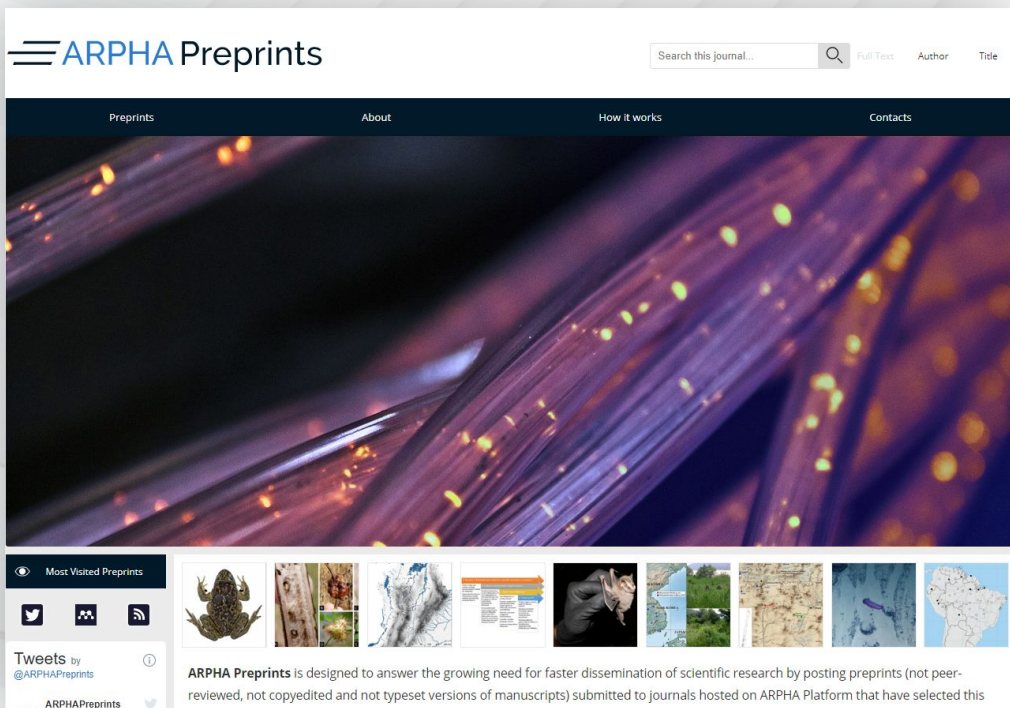 ARPHA Preprints
Search this journal...
Full Text Author Title
Preprints About How it works Contacts
Most Visited Preprints
Tweets by
@ARPHAPreprints
ARPHAPreprints
ARPHA Preprints is designed to answer the growing need for faster dissemination of scientific research by posting preprints (not peer-
reviewed, not copyedited and not typeset versions of manuscripts) submitted to journals hosted on ARPHA Platform that have selected this